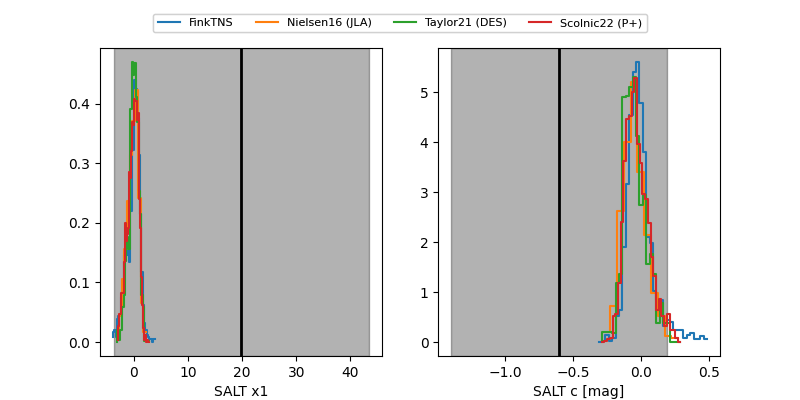 FinkTNS Nielsen16 (JLA) Taylor21 (DES) Scolnic22 (P+)
0.4
0.3
0.2
0.1
0.0
0 10 20 30 40
SALT x1
5
4
3
2
1
0
−1.0 −0.5 0.0 0.5
SALT c [mag]